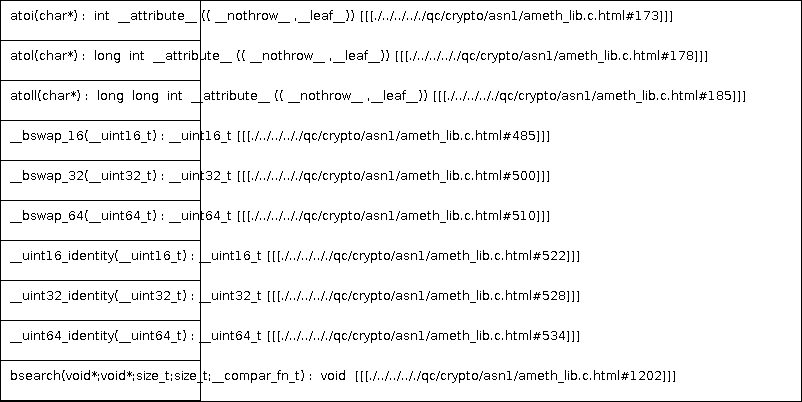 atoi(char*) : int __attribute__ (( __nothrow__ ,__leaf__)) [[[./../../../qc/crypto/asn1/ameth_lib.c.html#173]]]
atol(char*) : long int __attribute__ (( __nothrow__ ,__leaf__)) [[[./../../../qc/crypto/asn1/ameth_lib.c.html#178]]]
atoll(char*) : long long int __attribute__ (( __nothrow__ ,__leaf__)) [[[./../../../qc/crypto/asn1/ameth_lib.c.html#185]]]
__bswap_16(__uint16_t) : __uint16_t [[[./../../../qc/crypto/asn1/ameth_lib.c.html#485]]]
__bswap_32(__uint32_t) : __uint32_t [[[./../../../qc/crypto/asn1/ameth_lib.c.html#500]]]
__bswap_64(__uint64_t) : __uint64_t [[[./../../../qc/crypto/asn1/ameth_lib.c.html#510]]]
__uint16_identity(__uint16_t) : __uint16_t [[[./../../../qc/crypto/asn1/ameth_lib.c.html#522]]]
__uint32_identity(__uint32_t) : __uint32_t [[[./../../../qc/crypto/asn1/ameth_lib.c.html#528]]]
__uint64_identity(__uint64_t) : __uint64_t [[[./../../../qc/crypto/asn1/ameth_lib.c.html#534]]]
bsearch(void*;void*;size_t;size_t;__compar_fn_t) : void [[[./../../../qc/crypto/asn1/ameth_lib.c.html#1202]]]